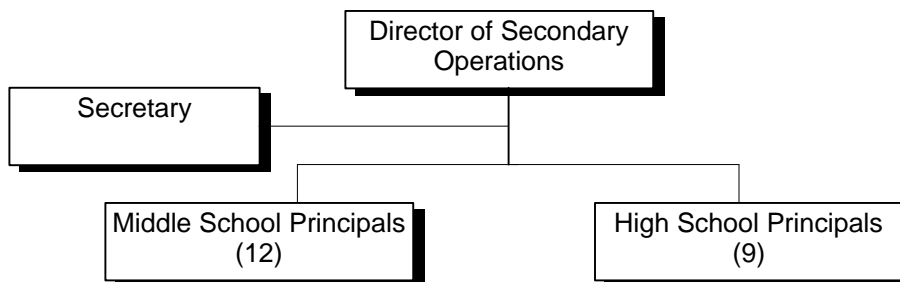 Director of Secondary
Operations
Secretary
Middle School Principals
(12)
High School Principals
(9)